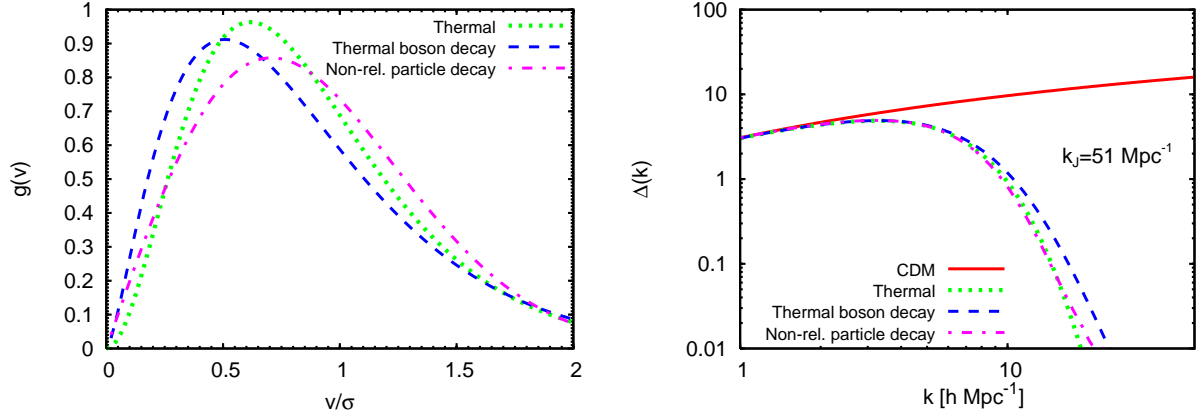 g(v)
1
0.9
0.8
0.7
0.6
0.5
0.4
0.3
0.2
0.1
0
0 0.5 1 1.5 2
v/σ
Thermal
Thermal boson decay
Non-rel. particle decay
Δ(k)
100
10
1
0.1
0.01
1 10
k [h Mpc⁻¹]
k_J=51 Mpc⁻¹
CDM
Thermal
Thermal boson decay
Non-rel. particle decay